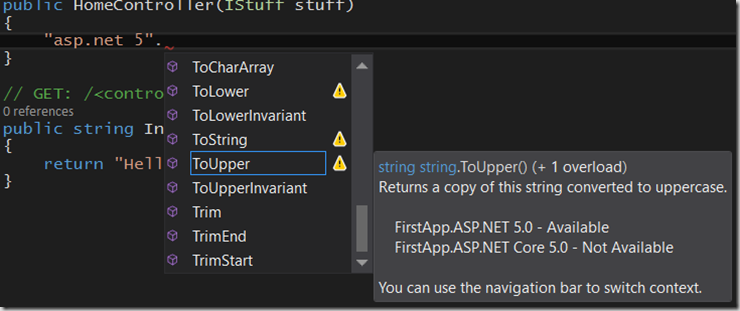 public HomeController(IStuff stuff)
{
"asp.net 5".
}
// GET: /<contro
0 references
public string In
{
return "Hell
}
ToCharArray
ToLower
ToLowerInvariant
ToString
ToUpper
ToUpperInvariant
Trim
TrimEnd
TrimStart
string string.ToUpper() (+ 1 overload)
Returns a copy of this string converted to uppercase.
FirstApp.ASP.NET 5.0 - Available
FirstApp.ASP.NET Core 5.0 - Not Available
You can use the navigation bar to switch context.